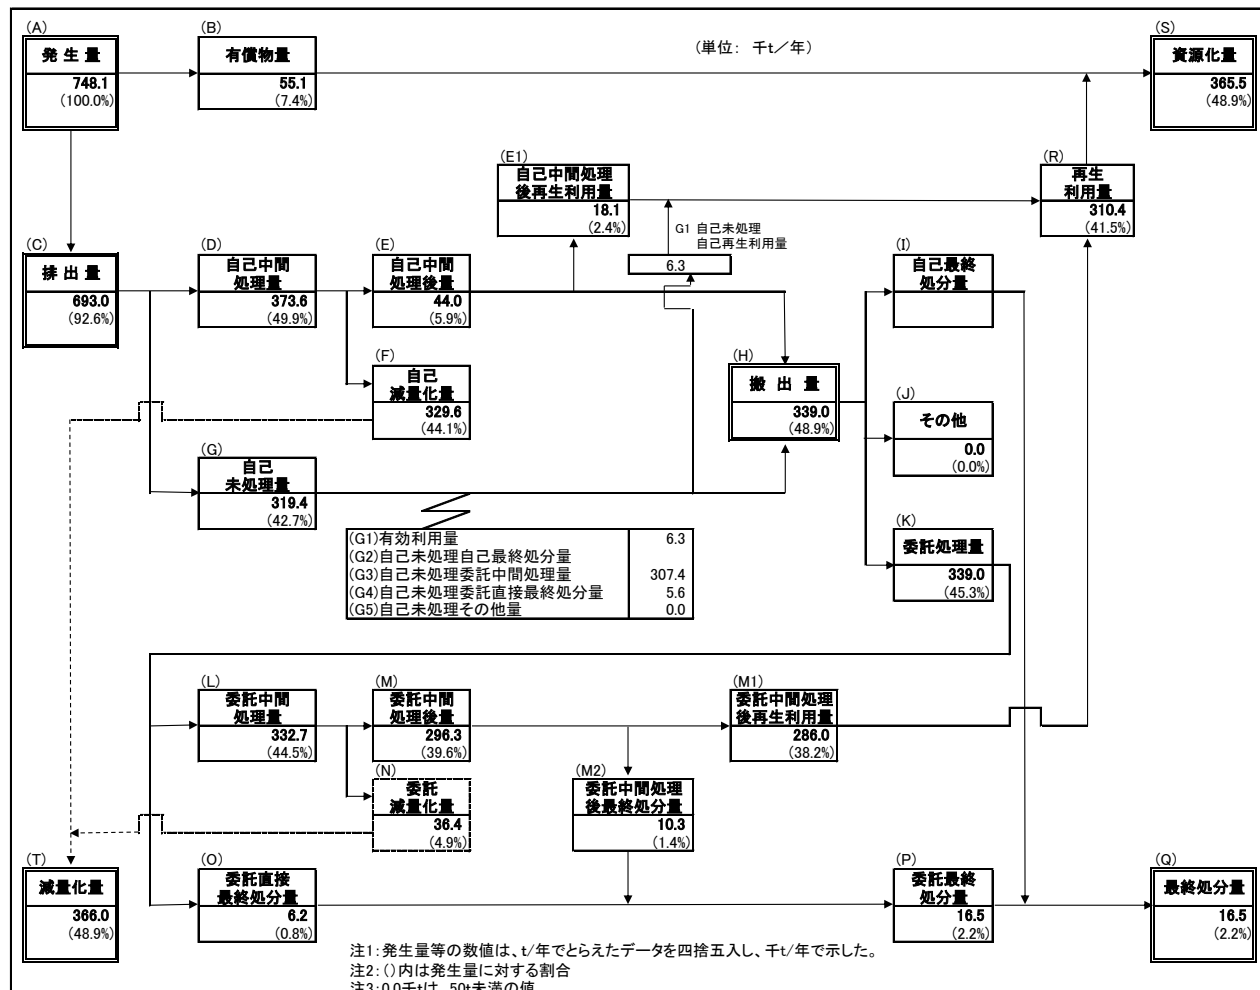 (A)
発 生 量
748.1
(100.0%)
(B)
有償物量
55.1
(7.4%)
(単位: 千t/年)
(S)
資源化量
365.5
(48.9%)
(E1)
自己中間処理
後再生利用量
18.1
(2.4%)
G1 自己未処理
自己再生利用量
6.3
(R)
再生
利用量
310.4
(41.5%)
(C)
排 出 量
693.0
(92.6%)
(D)
自己中間
処理量
373.6
(49.9%)
(E)
自己中間
処理後量
44.0
(5.9%)
(I)
自己最終
処分量
(F)
自己
減量化量
329.6
(44.1%)
(H)
搬 出 量
339.0
(48.9%)
(J)
その他
0.0
(0.0%)
(G)
自己
未処理量
319.4
(42.7%)
(G1)有効利用量 6.3
(G2)自己未処理自己最終処分量
(G3)自己未処理委託中間処理量 307.4
(G4)自己未処理委託直接最終処分量 5.6
(G5)自己未処理その他量 0.0
(K)
委託処理量
339.0
(45.3%)
(L)
委託中間
処理量
332.7
(44.5%)
(M)
委託中間
処理後量
296.3
(39.6%)
(M1)
委託中間処理
後再生利用量
286.0
(38.2%)
(N)
委託
減量化量
36.4
(4.9%)
(M2)
委託中間処理
後最終処分量
10.3
(1.4%)
(T)
減量化量
366.0
(48.9%)
(O)
委託直接
最終処分量
6.2
(0.8%)
(P)
委託最終
処分量
16.5
(2.2%)
(Q)
最終処分量
16.5
(2.2%)
注1:発生量等の数値は、t/年でとらえたデータを四捨五入し、千t/年で示した。
注2:()内は発生量に対する割合
注3:0.0千tは、50t未満の値